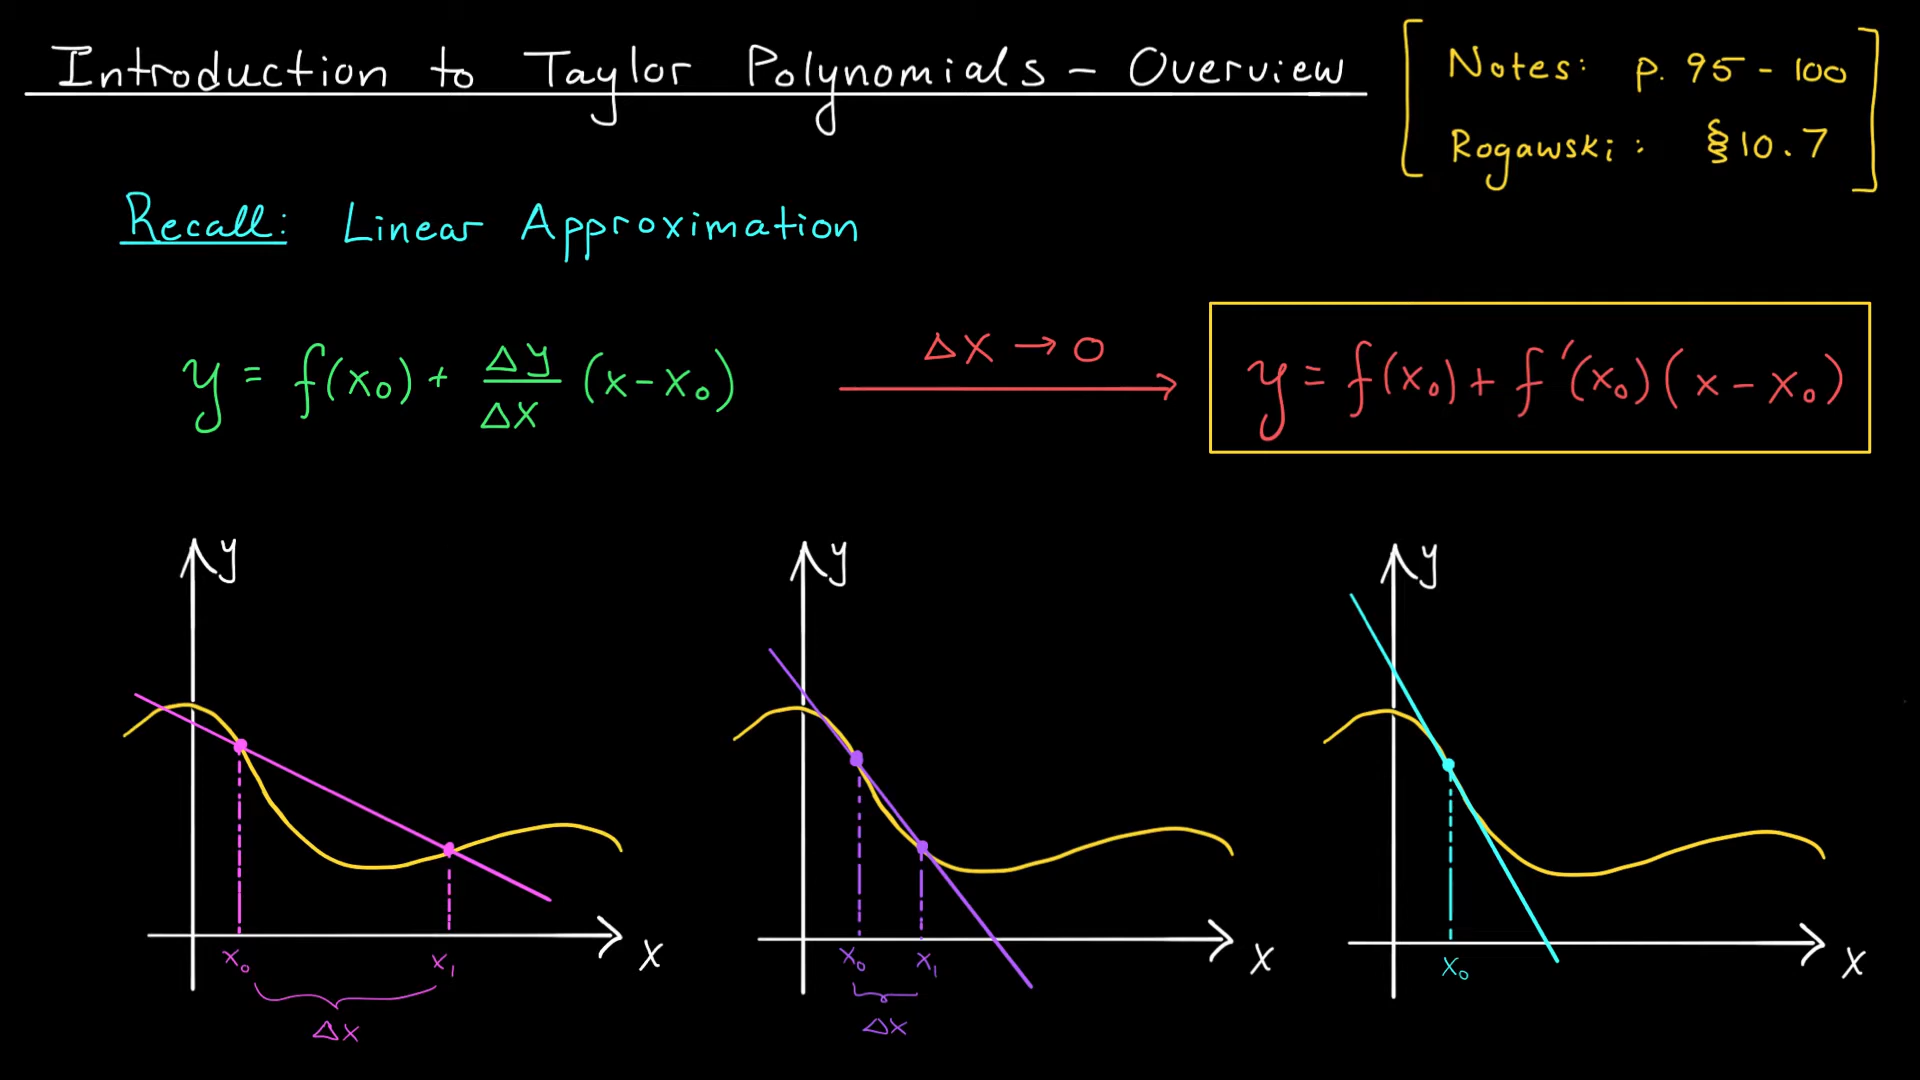 Introduction to Taylor Polynomials – Overview
[Notes: p. 95 - 100
Rogawski: §10.7]
Recall: Linear Approximation
y = f(x₀) + Δy/Δx (x-x₀)
Δx → 0
y = f(x₀) + f'(x₀)(x-x₀)
y
x
x₀
x₁
Δx
y
x
x₀
x₁
Δx
y
x
x₀